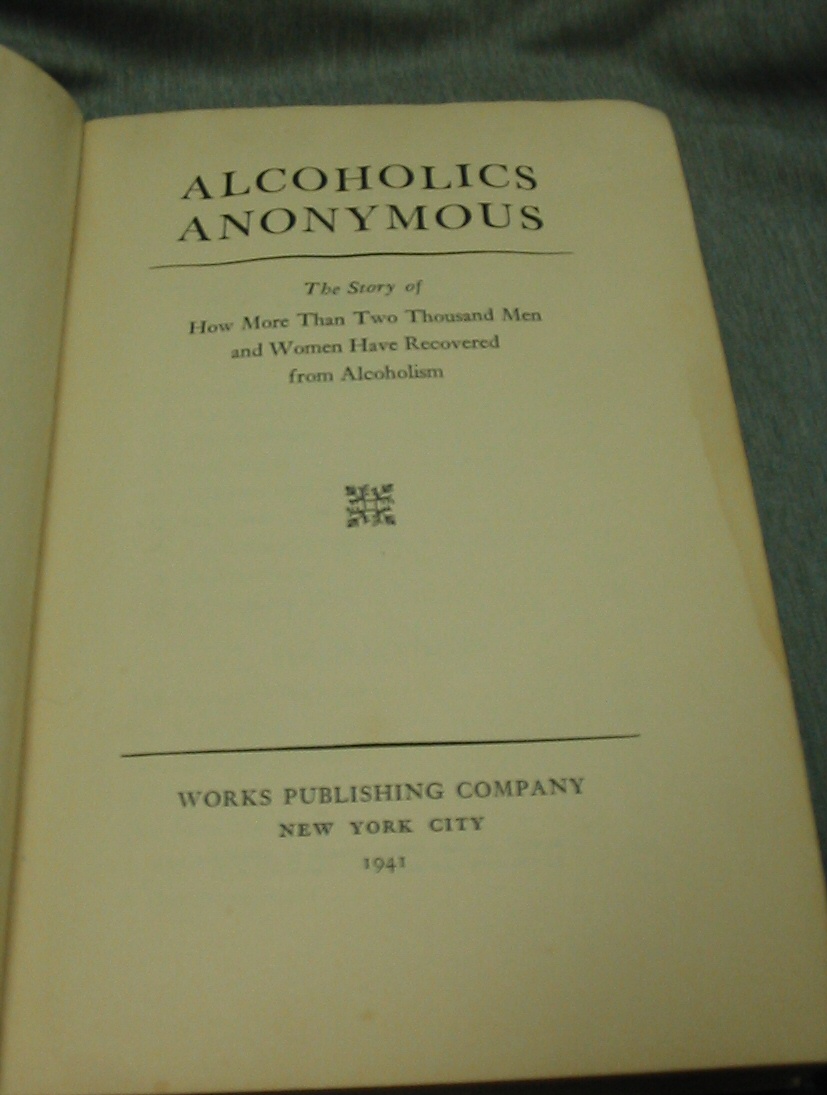 ALCOHOLICS
ANONYMOUS
The Story of
How More Than Two Thousand Men
and Women Have Recovered
from Alcoholism
WORKS PUBLISHING COMPANY
NEW YORK CITY
1941